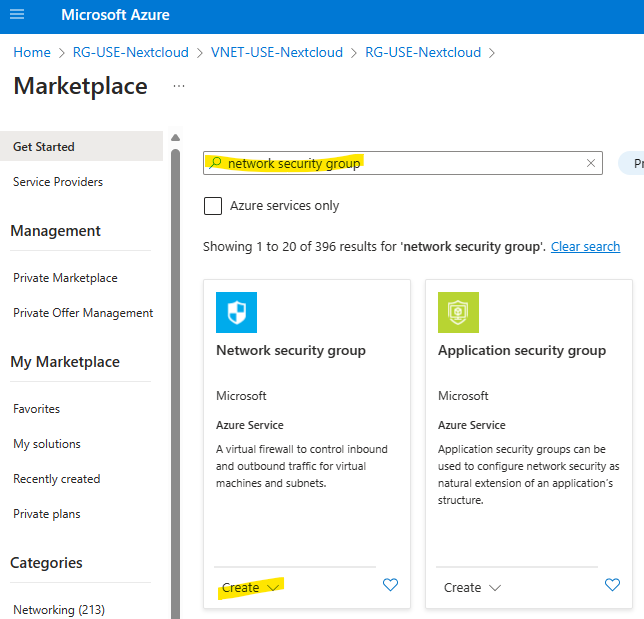 Microsoft Azure
Home > RG-USE-Nextcloud > VNET-USE-Nextcloud > RG-USE-Nextcloud >
Marketplace ...
Get Started
Service Providers
Management
Private Marketplace
Private Offer Management
My Marketplace
Favorites
My solutions
Recently created
Private plans
Categories
Networking (213)
network security group
Pr
Azure services only
Showing 1 to 20 of 396 results for 'network security group'. Clear search
Network security group
Microsoft
Azure Service
A virtual firewall to control inbound
and outbound traffic for virtual
machines and subnets.
Create
Application security group
Microsoft
Azure Service
Application security groups can be
used to configure network security as
natural extension of an application's
structure.
Create